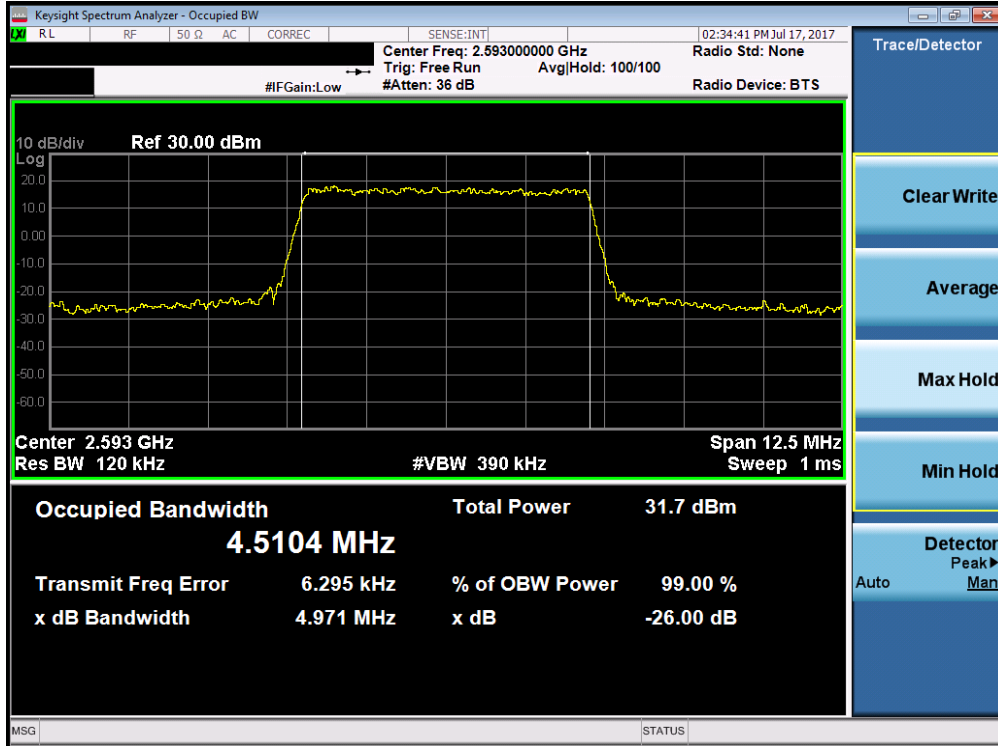 Keysight Spectrum Analyzer - Occupied BW
LXI RL RF 50 Ω AC CORREC SENSE:INT 02:34:41 PM Jul 17, 2017
Center Freq: 2.593000000 GHz Radio Std: None
Trig: Free Run Avg|Hold: 100/100
#IFGain:Low #Atten: 36 dB Radio Device: BTS
Trace/Detector
10 dB/div Ref 30.00 dBm
Log
20.0
10.0
0.00
-10.0
-20.0
-30.0
-40.0
-50.0
-60.0
Center 2.593 GHz Span 12.5 MHz
Res BW 120 kHz #VBW 390 kHz Sweep 1 ms
Occupied Bandwidth Total Power 31.7 dBm
4.5104 MHz
Transmit Freq Error 6.295 kHz % of OBW Power 99.00 %
x dB Bandwidth 4.971 MHz x dB -26.00 dB
Clear Write
Average
Max Hold
Min Hold
Detector
Peak▶
Auto Man
MSG STATUS